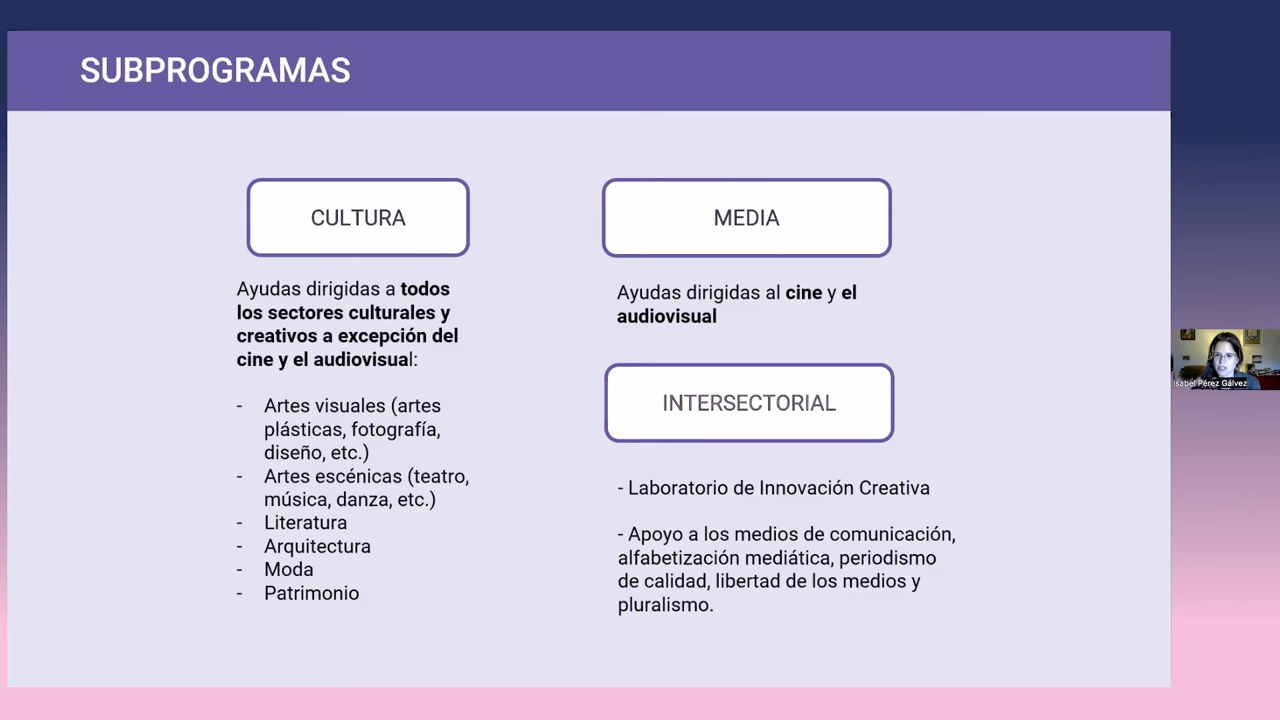 SUBPROGRAMAS
CULTURA
Ayudas dirigidas a todos
los sectores culturales y
creativos a excepción del
cine y el audiovisual:
- Artes visuales (artes
plásticas, fotografía,
diseño, etc.)
- Artes escénicas (teatro,
música, danza, etc.)
- Literatura
- Arquitectura
- Moda
- Patrimonio
MEDIA
Ayudas dirigidas al cine y el
audiovisual
INTERSECTORIAL
- Laboratorio de Innovación Creativa
- Apoyo a los medios de comunicación,
alfabetización mediática, periodismo
de calidad, libertad de los medios y
pluralismo.
Isabel Pérez Gálvez